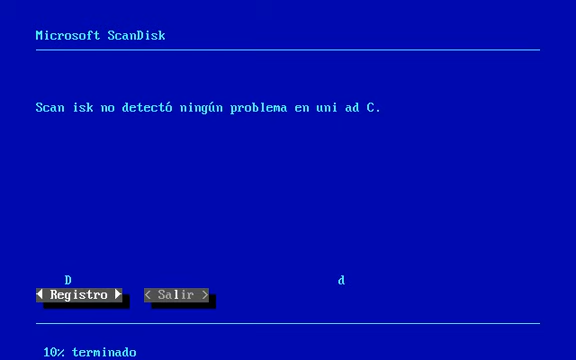 Microsoft ScanDisk
Scan isk no detectó ningún problema en uni ad C.
D d
◄ Registro ► < Salir >
10% terminado